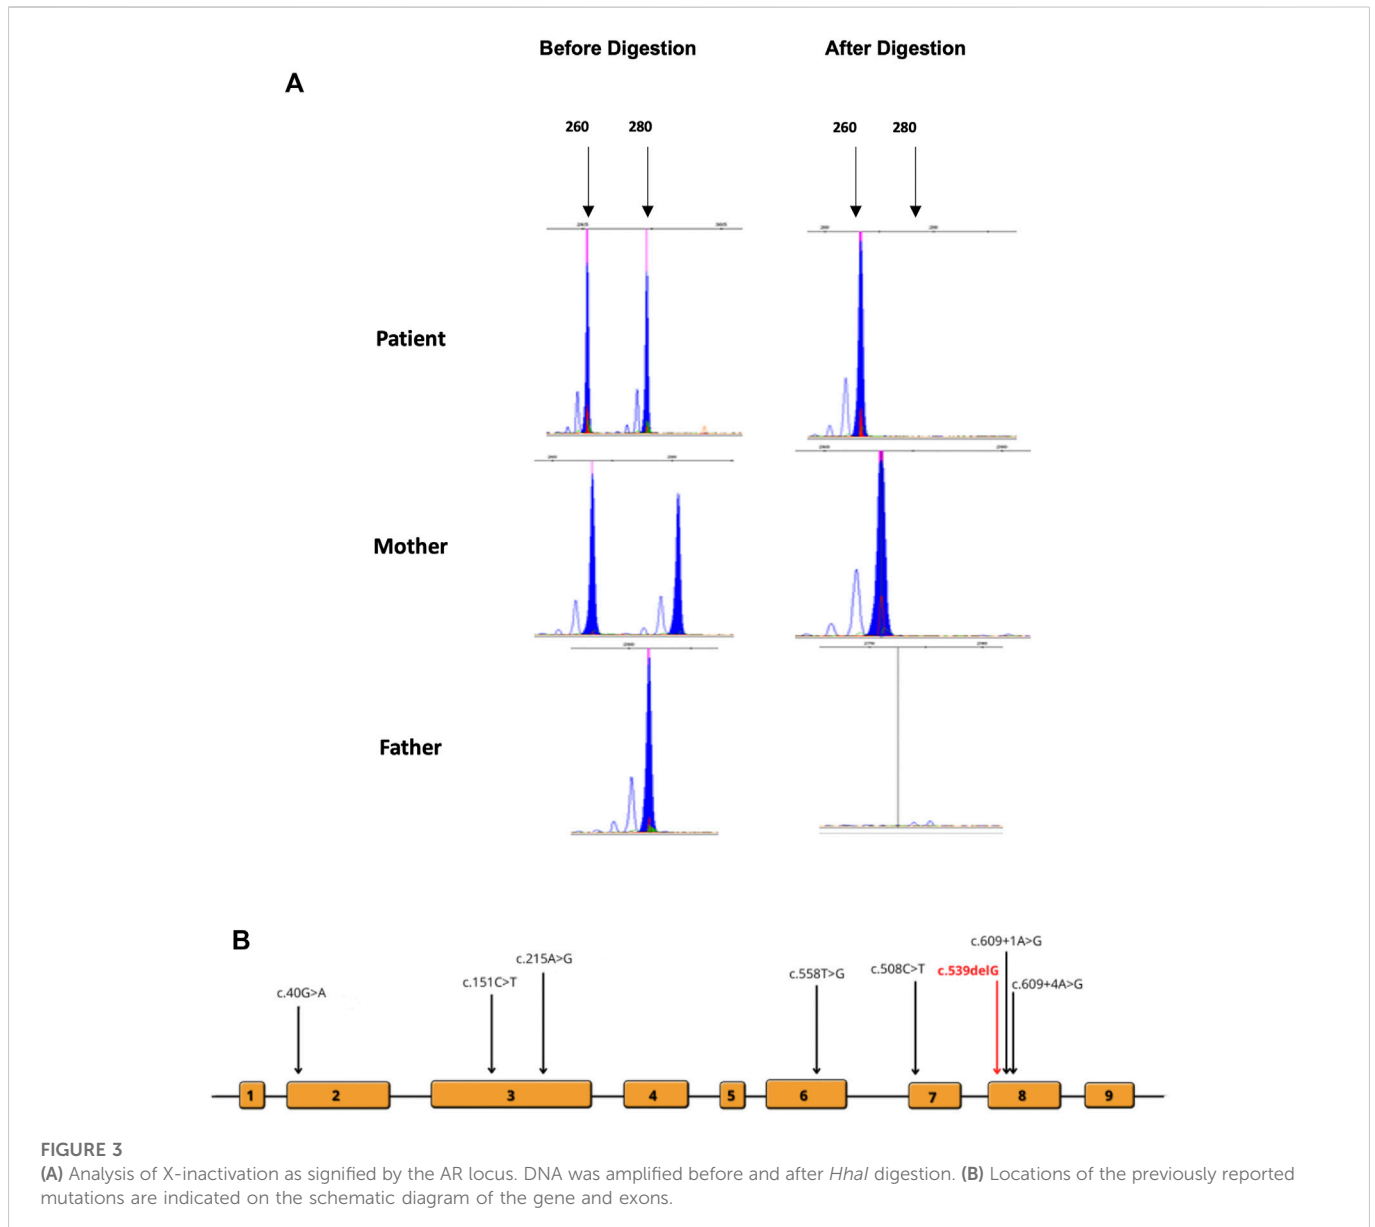 Before Digestion After Digestion
A
260 280 260 280
Patient
Mother
Father
B
c.609+1A>G
c.215A>G
c.151C>T c.558T>G c.508C>T c.539delG
c.40G>A c.609+4A>G
1 2 3 4 5 6 7 8 9
FIGURE 3
(A) Analysis of X-inactivation as signified by the AR locus. DNA was amplified before and after HhaI digestion. (B) Locations of the previously reported
mutations are indicated on the schematic diagram of the gene and exons.